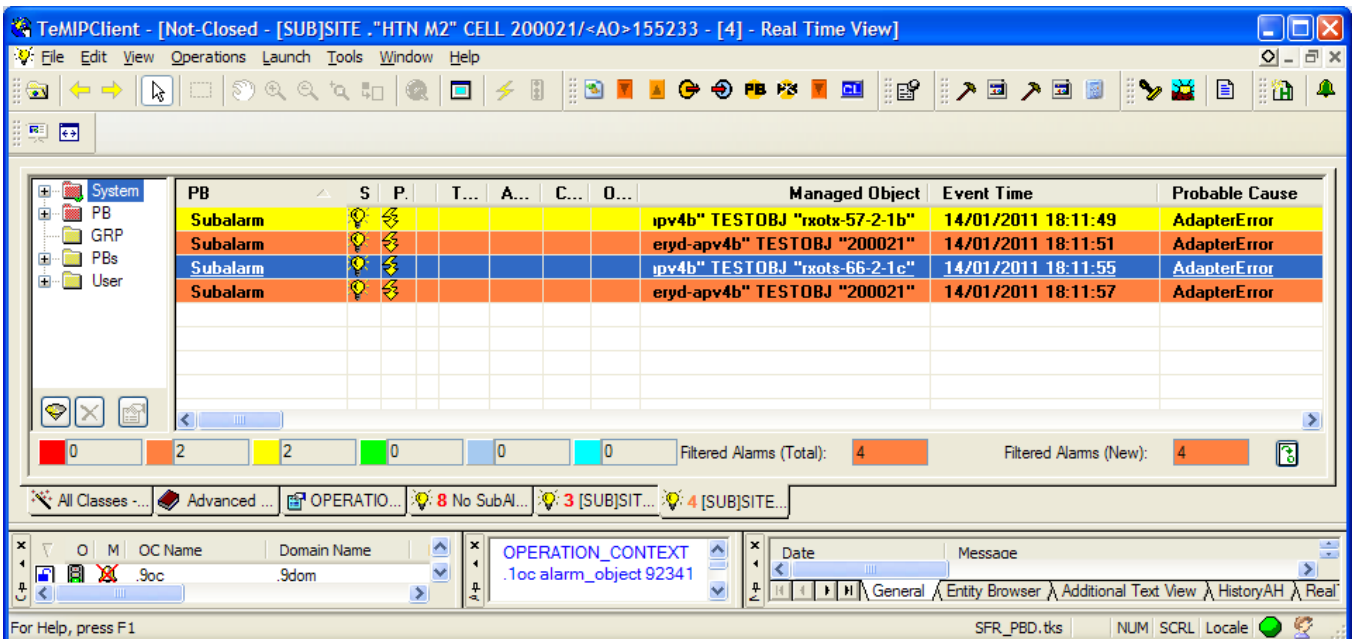 TeMIPClient - [Not-Closed - [SUB]SITE ."HTN M2" CELL 200021/<AO>155233 - [4] - Real Time View]
File Edit View Operations Launch Tools Window Help
PB PB CLI
System
PB
GRP
PBs
User
PB S P. T... A... C... O... Managed Object Event Time Probable Cause
Subalarm ıpv4b" TESTOBJ "rxotx-57-2-1b" 14/01/2011 18:11:49 AdapterError
Subalarm eryd-apv4b" TESTOBJ "200021" 14/01/2011 18:11:51 AdapterError
Subalarm ıpv4b" TESTOBJ "rxots-66-2-1c" 14/01/2011 18:11:55 AdapterError
Subalarm eryd-apv4b" TESTOBJ "200021" 14/01/2011 18:11:57 AdapterError
0 2 2 0 0 0 Filtered Alarms (Total): 4 Filtered Alarms (New): 4
All Classes -... Advanced ... OPERATIO... 8 No SubAl... 3 [SUB]SIT... 4 [SUB]SITE...
O M OC Name Domain Name
.9oc .9dom
OPERATION_CONTEXT
.1oc alarm_object 92341
Date Message
General Entity Browser Additional Text View HistoryAH Real
For Help, press F1 SFR_PBD.tks NUM SCRL Locale